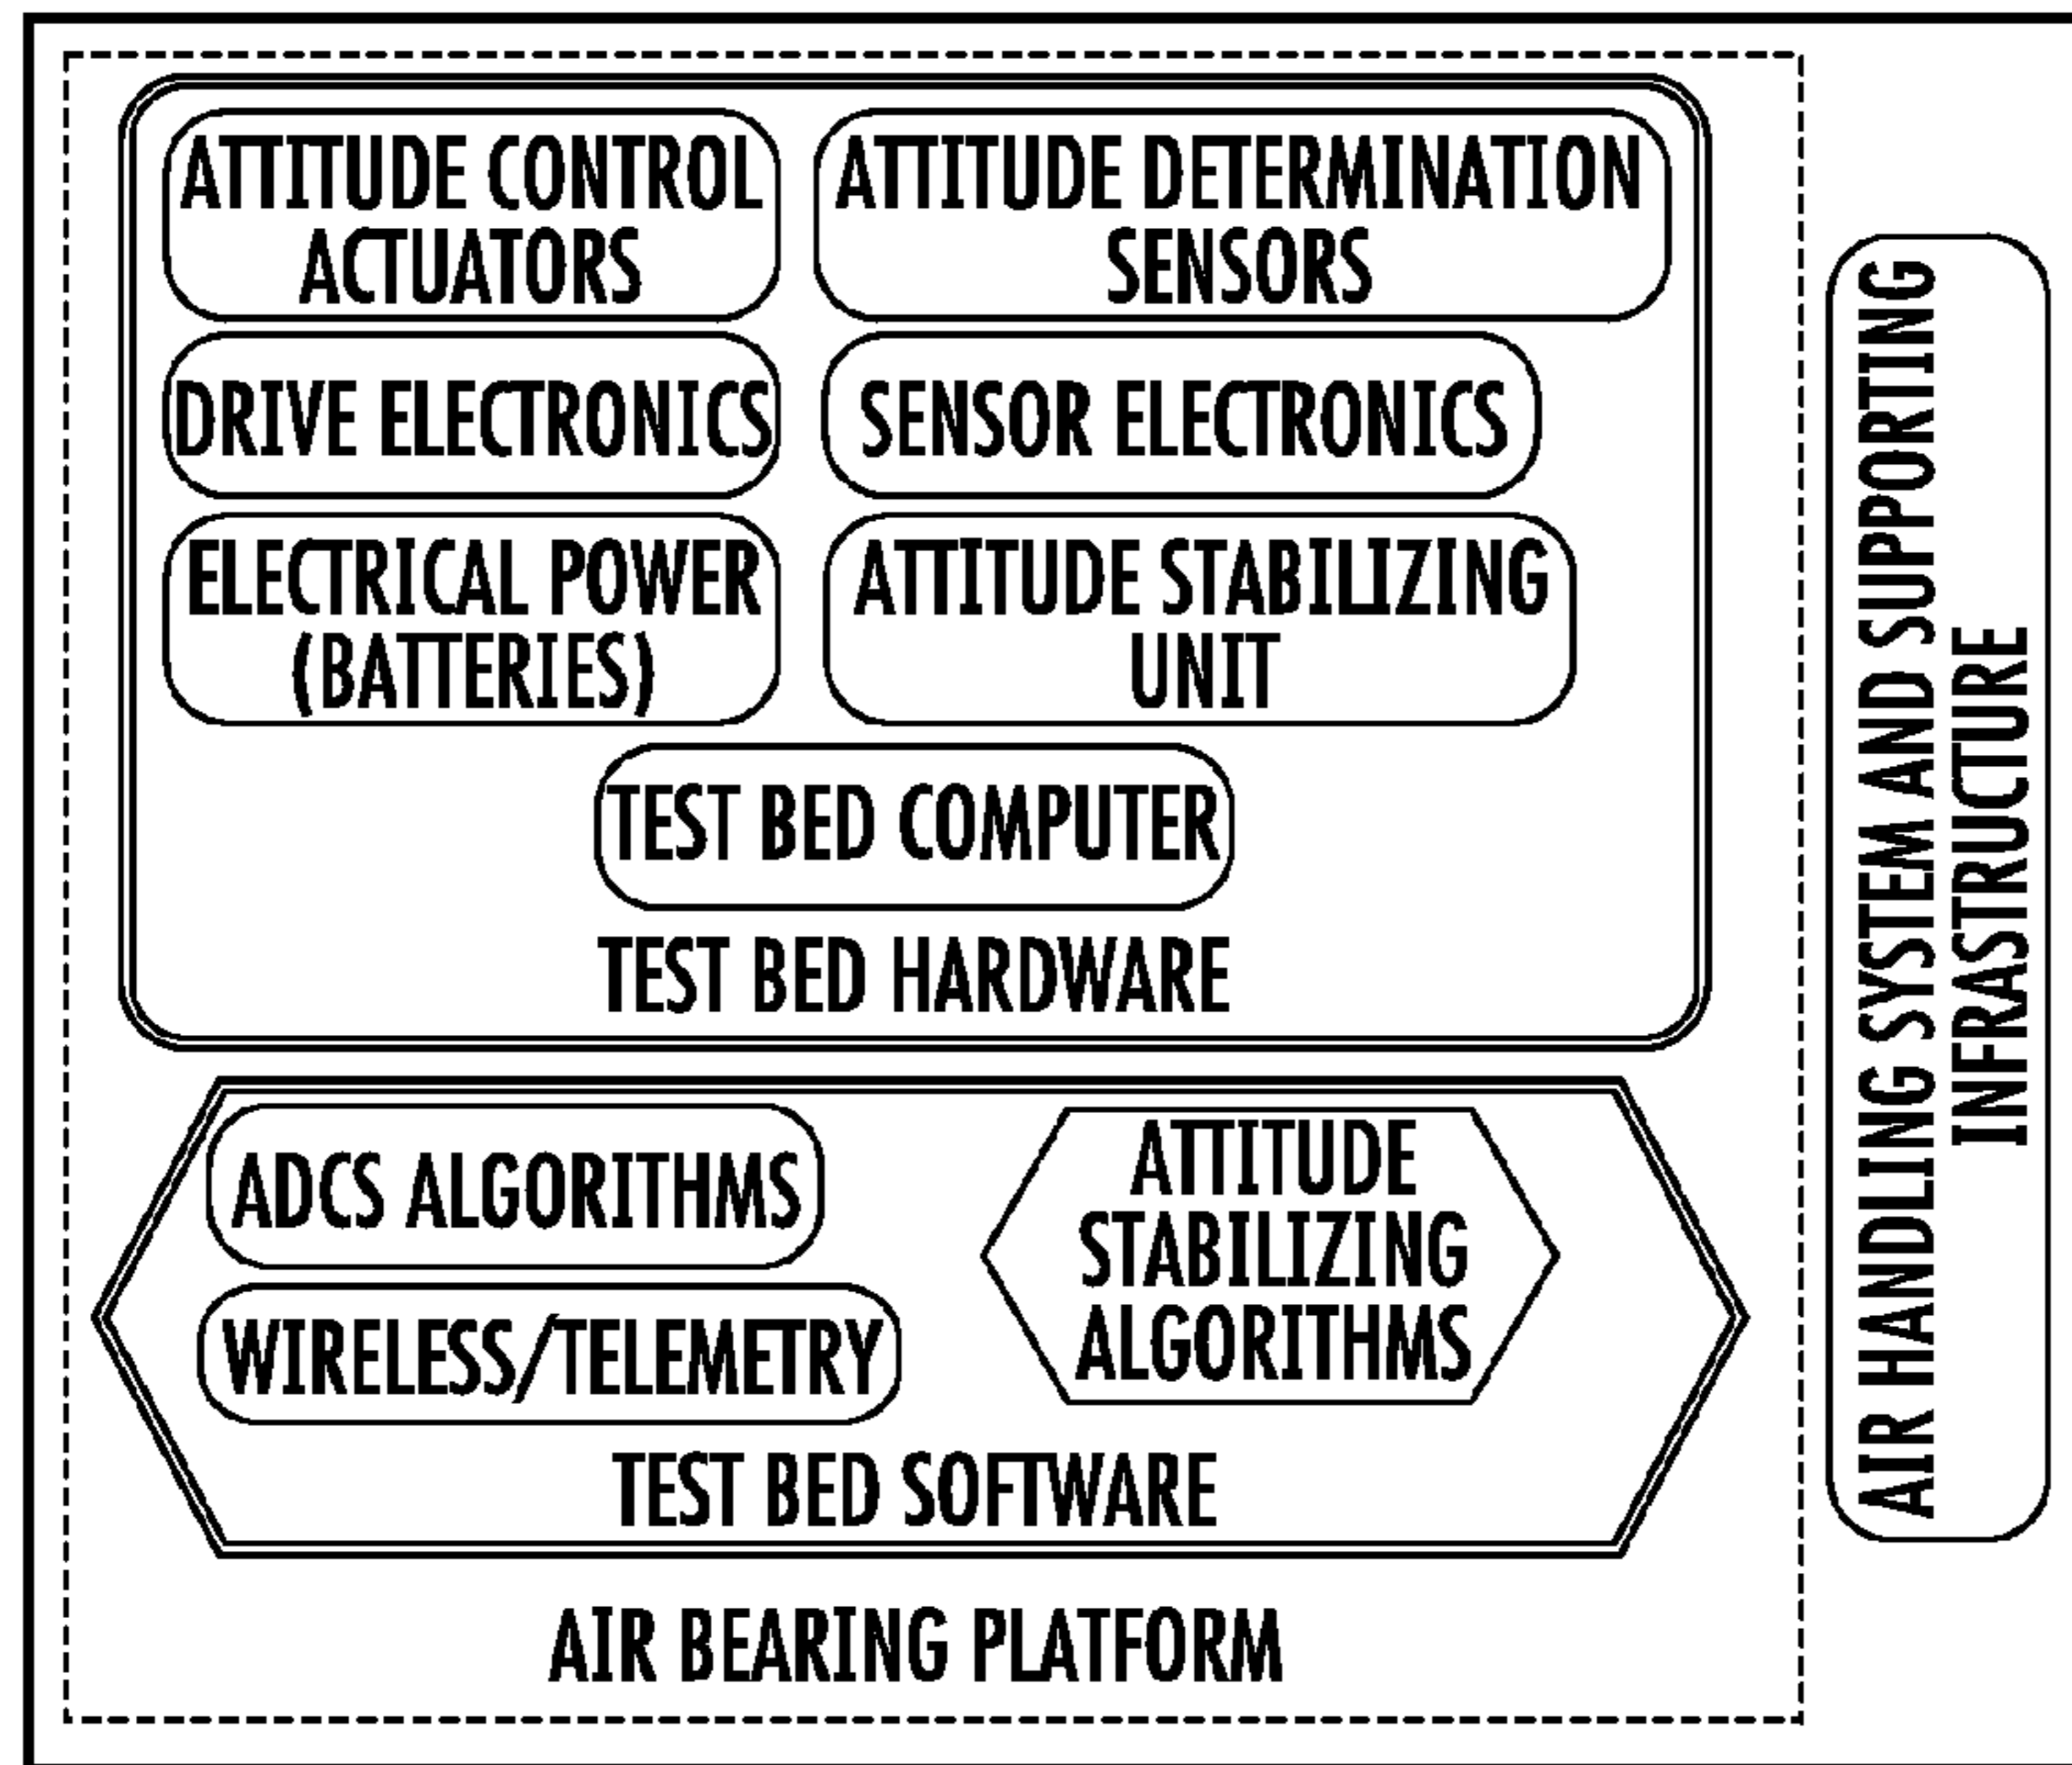 ATTITUDE CONTROL
ACTUATORS
ATTITUDE DETERMINATION
SENSORS
DRIVE ELECTRONICS
SENSOR ELECTRONICS
ELECTRICAL POWER
(BATTERIES)
ATTITUDE STABILIZING
UNIT
TEST BED COMPUTER
TEST BED HARDWARE
ADCS ALGORITHMS
WIRELESS/TELEMETRY
ATTITUDE
STABILIZING
ALGORITHMS
TEST BED SOFTWARE
AIR BEARING PLATFORM
AIR HANDLING SYSTEM AND SUPPORTING
INFRASTRUCTURE